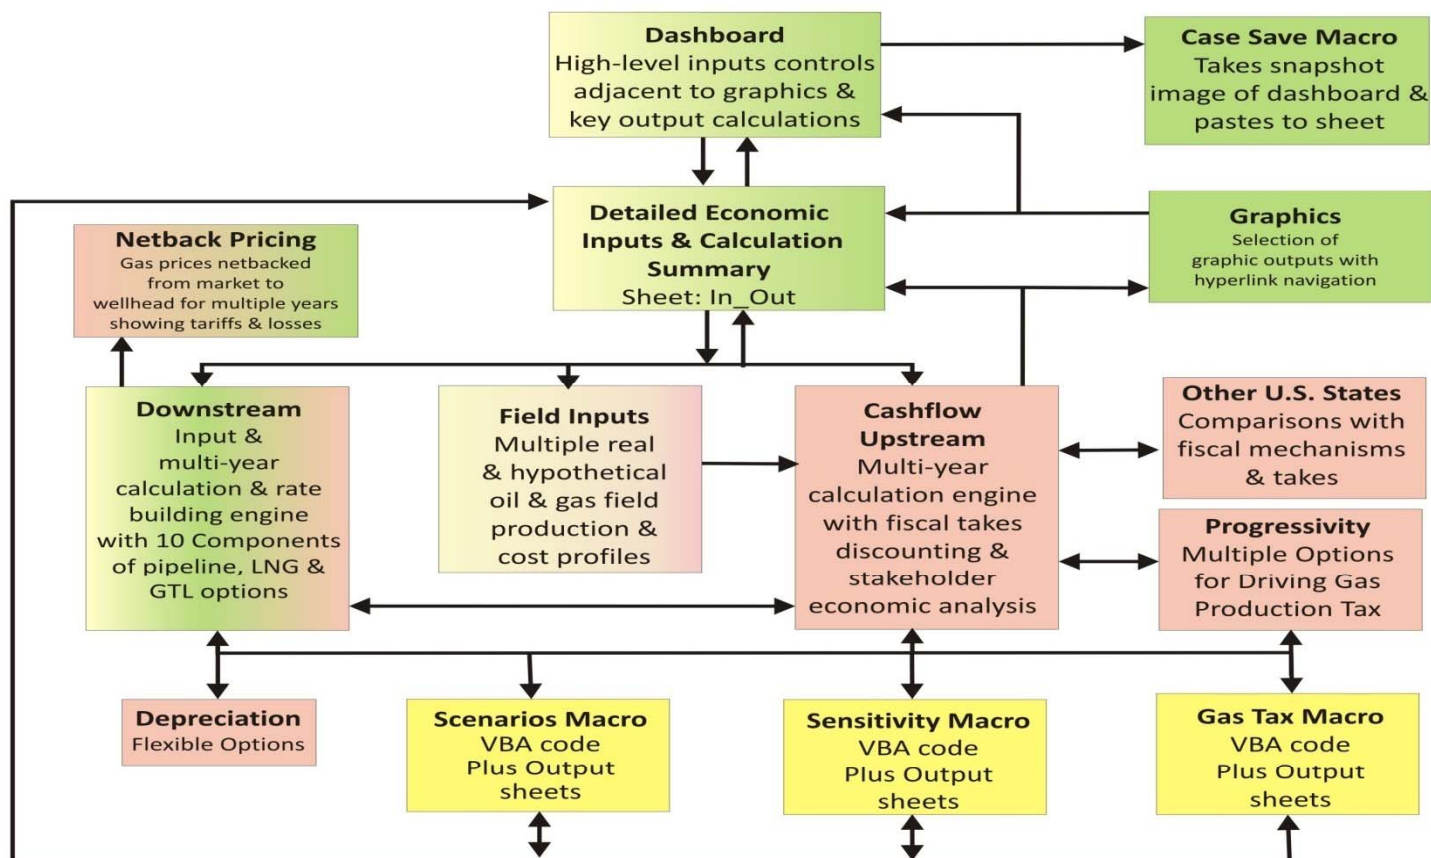 Dashboard
High-level inputs controls
adjacent to graphics &
key output calculations
Case Save Macro
Takes snapshot
image of dashboard &
pastes to sheet
Detailed Economic
Inputs & Calculation
Summary
Sheet: In_Out
Graphics
Selection of
graphic outputs with
hyperlink navigation
Netback Pricing
Gas prices netbacked
from market to
wellhead for multiple years
showing tariffs & losses
Downstream
Input &
multi-year
calculation & rate
building engine
with 10 Components
of pipeline, LNG &
GTL options
Field Inputs
Multiple real
& hypothetical
oil & gas field
production &
cost profiles
Cashflow
Upstream
Multi-year
calculation engine
with fiscal takes
discounting &
stakeholder
economic analysis
Other U.S. States
Comparisons with
fiscal mechanisms
& takes
Progressivity
Multiple Options
for Driving Gas
Production Tax
Depreciation
Flexible Options
Scenarios Macro
VBA code
Plus Output
sheets
Sensitivity Macro
VBA code
Plus Output
sheets
Gas Tax Macro
VBA code
Plus Output
sheets